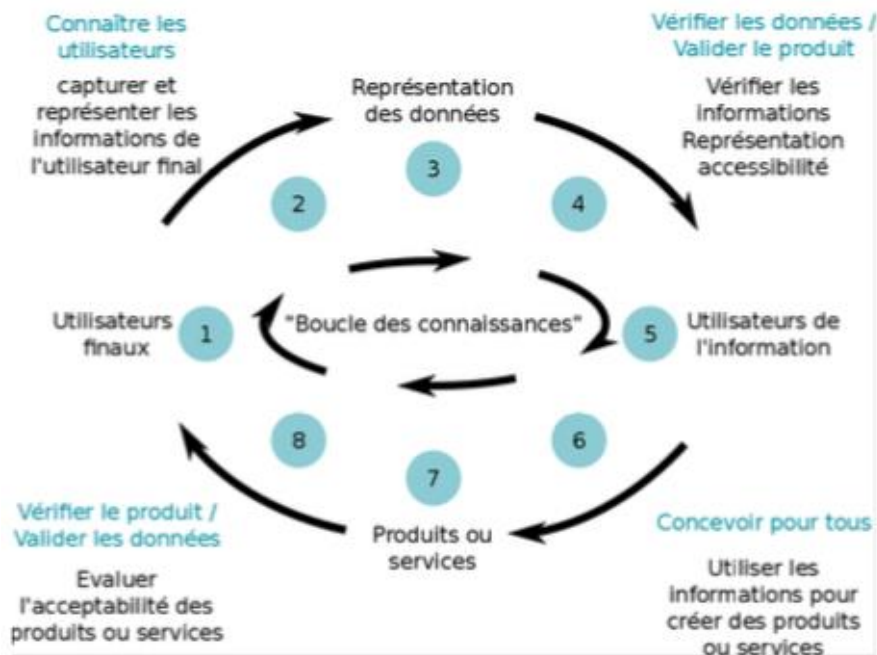 Connaître les
utilisateurs
capturer et
représenter les
informations de
l'utilisateur final
Représentation
des données
Vérifier les données /
Valider le produit
Vérifier les
informations
Représentation
accessibilité
2
3
4
Utilisateurs
finaux
1
"Boucle des connaissances"
5
Utilisateurs de
l'information
8
7
6
Vérifier le produit /
Valider les données
Evaluer
l'acceptabilité des
produits ou services
Produits ou
services
Concevoir pour tous
Utiliser les
informations pour
créer des produits
ou services